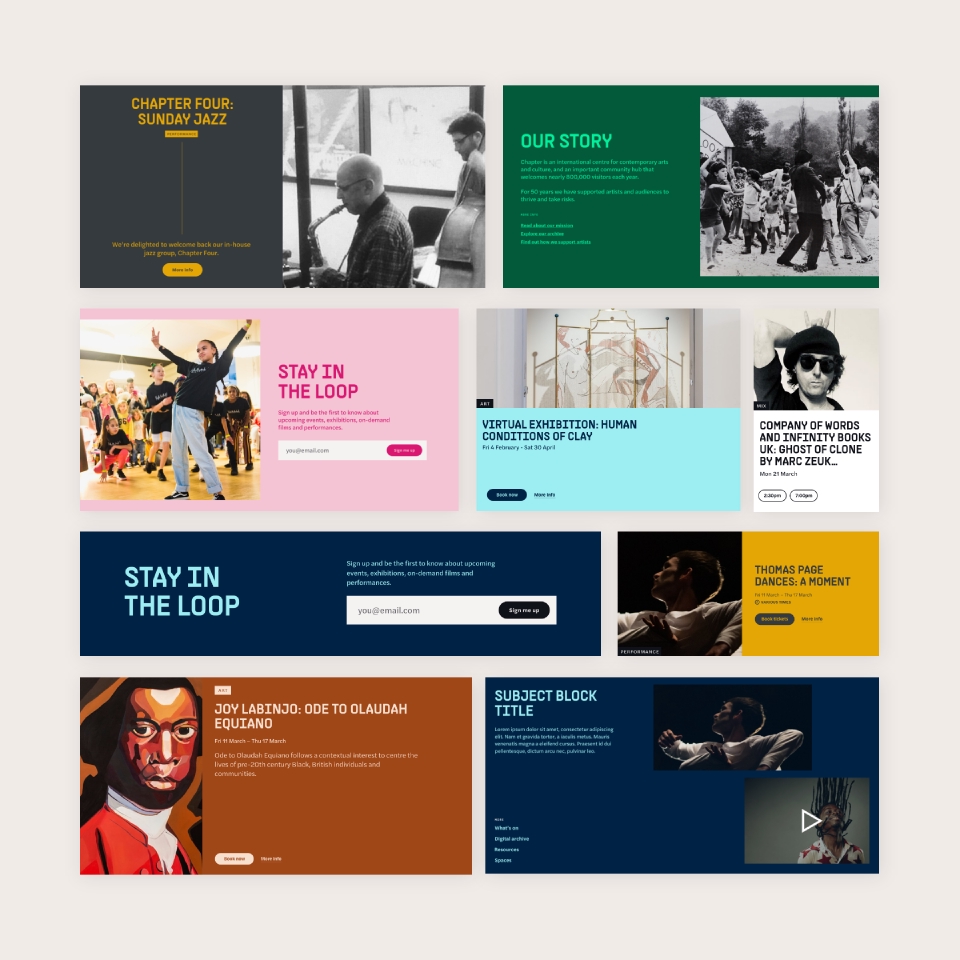 CHAPTER FOUR:
SUNDAY JAZZ
PERFORMANCE
We're delighted to welcome back our in-house
jazz group, Chapter Four.
More info
OUR STORY
Chapter is an international centre for contemporary arts
and culture, and an important community hub that
welcomes nearly 800,000 visitors each year.
For 50 years we have supported artists and audiences to
thrive and take risks.
Read about our mission
Explore our archive
Find out how we support artists
STAY IN
THE LOOP
Sign up and be the first to know about
upcoming events, exhibitions, on-demand
films and performances.
you@email.com
Sign me up
ART
VIRTUAL EXHIBITION: HUMAN
CONDITIONS OF CLAY
Fri 4 February - Sat 30 April
Book now
More info
MIX
COMPANY OF WORDS
AND INFINITY BOOKS
UK: GHOST OF CLONE
BY MARC ZEUK...
Mon 21 March
2:30pm
7:00pm
STAY IN
THE LOOP
Sign up and be the first to know about upcoming
events, exhibitions, on-demand films and
performances.
you@email.com
Sign me up
PERFORMANCE
THOMAS PAGE
DANCES: A MOMENT
Fri 11 March - Thu 17 March
VARIOUS TIMES
Book tickets
More info
ART
JOY LABINJO: ODE TO OLAUDAH
EQUIANO
Fri 11 March - Thu 17 March
Ode to Olaudah Equiano follows a contextual interest to centre the
lives of pre-20th century Black, British individuals and
communities.
Book now
More info
SUBJECT BLOCK
TITLE
Lorem ipsum dolor sit amet, consectetur adipiscing
elit. Nam et gravida tortor, a iaculis metus. Mauris
venenatis magna a eleifend cursus. Praesent id dui
pellentesque, dictum arcu nec, pulvinar leo.
MORE
What's on
Digital archive
Resources
Spaces